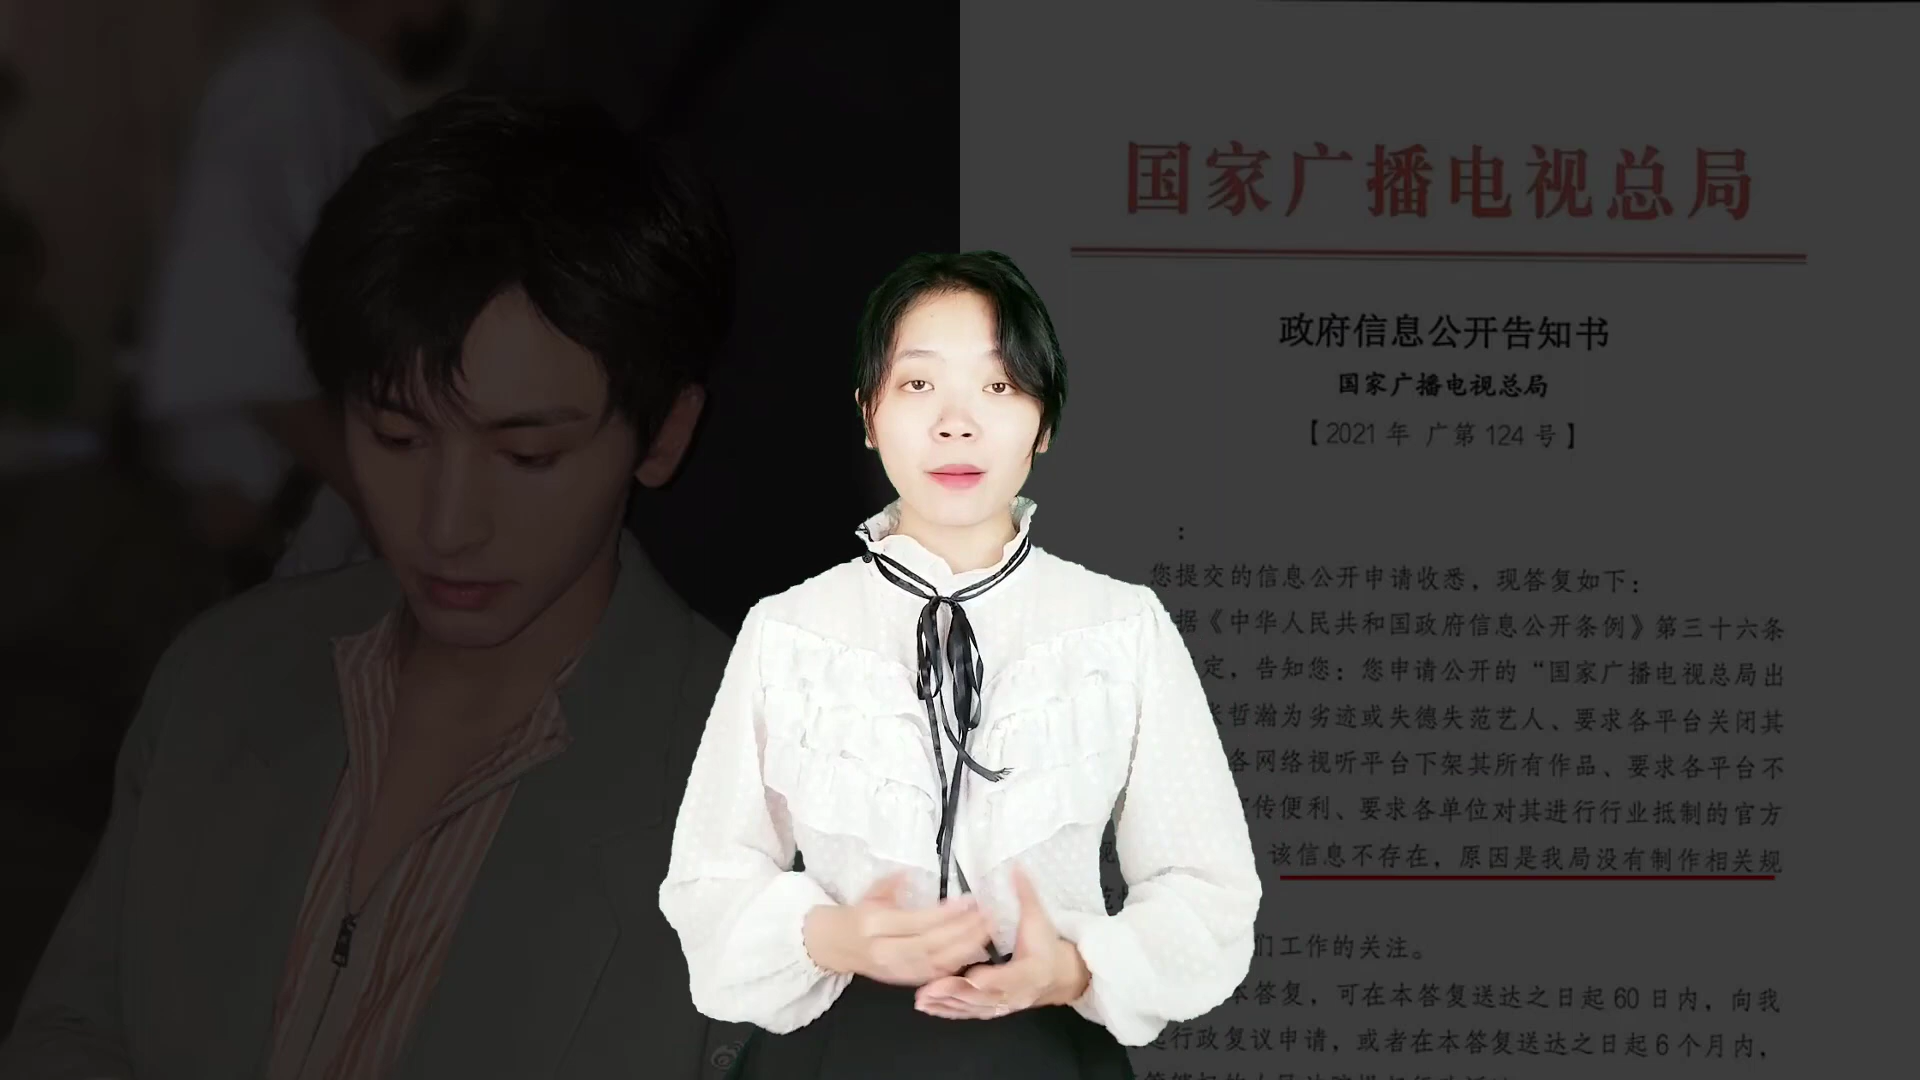 国家广播电视总局
政府信息公开告知书
国家广播电视总局
【2021 年 广第 124 号】
:
您提交的信息公开申请收悉，现答复如下：
据《中华人民共和国政府信息公开条例》第三十六条
定，告知您：您申请公开的“国家广播电视总局出
哲瀚为劣迹或失德失范艺人、要求各平台关闭其
各网络视听平台下架其所有作品、要求各平台不
传便利、要求各单位对其进行行业抵制的官方
该信息不存在，原因是我局没有制作相关规
们工作的关注。
本答复，可在本答复送达之日起 60 日内，向我
行政复议申请，或者在本答复送达之日起 6 个月内，